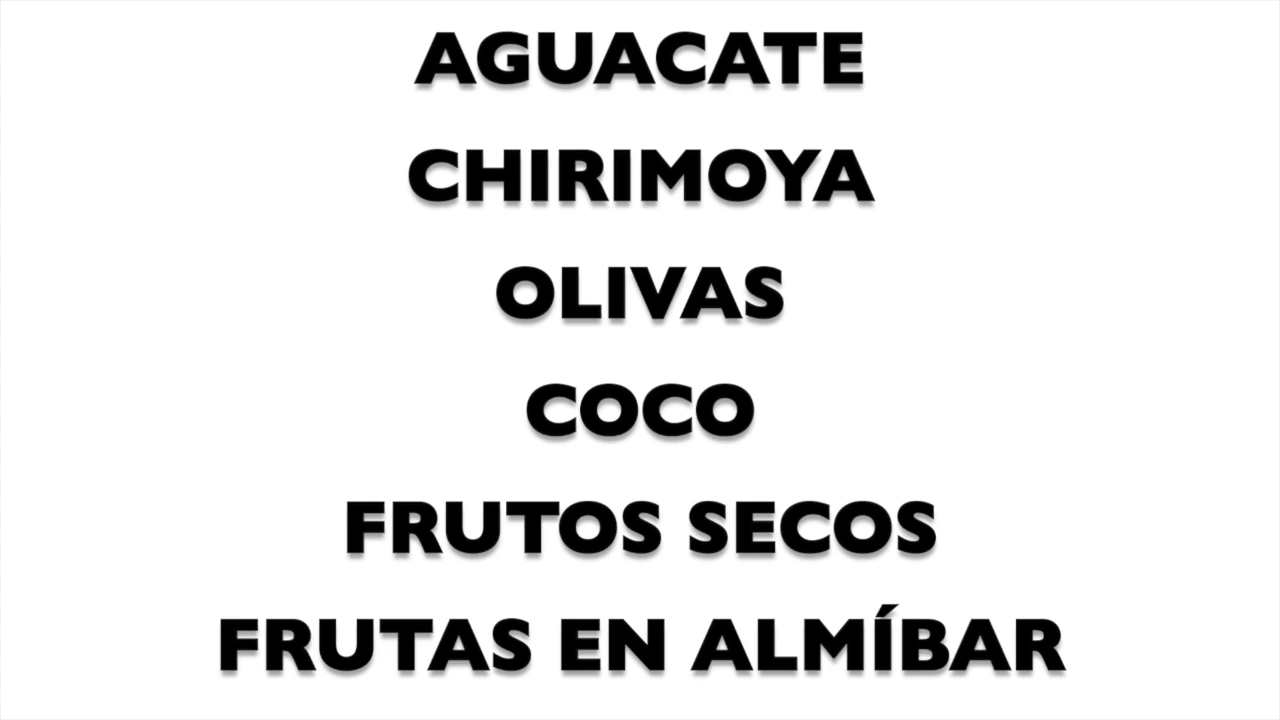 AGUACATE
CHIRIMOYA
OLIVAS
COCO
FRUTOS SECOS
FRUTAS EN ALMÍBAR